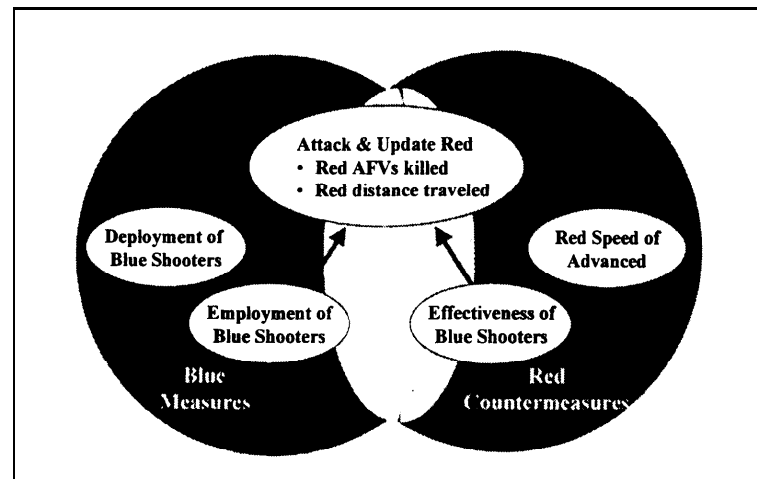 Attack & Update Red
• Red AFVs killed
• Red distance traveled
Deployment of
Blue Shooters
Red Speed of
Advanced
Employment of
Blue Shooters
Effectiveness of
Blue Shooters
Blue
Measures
Red
Countermeasures